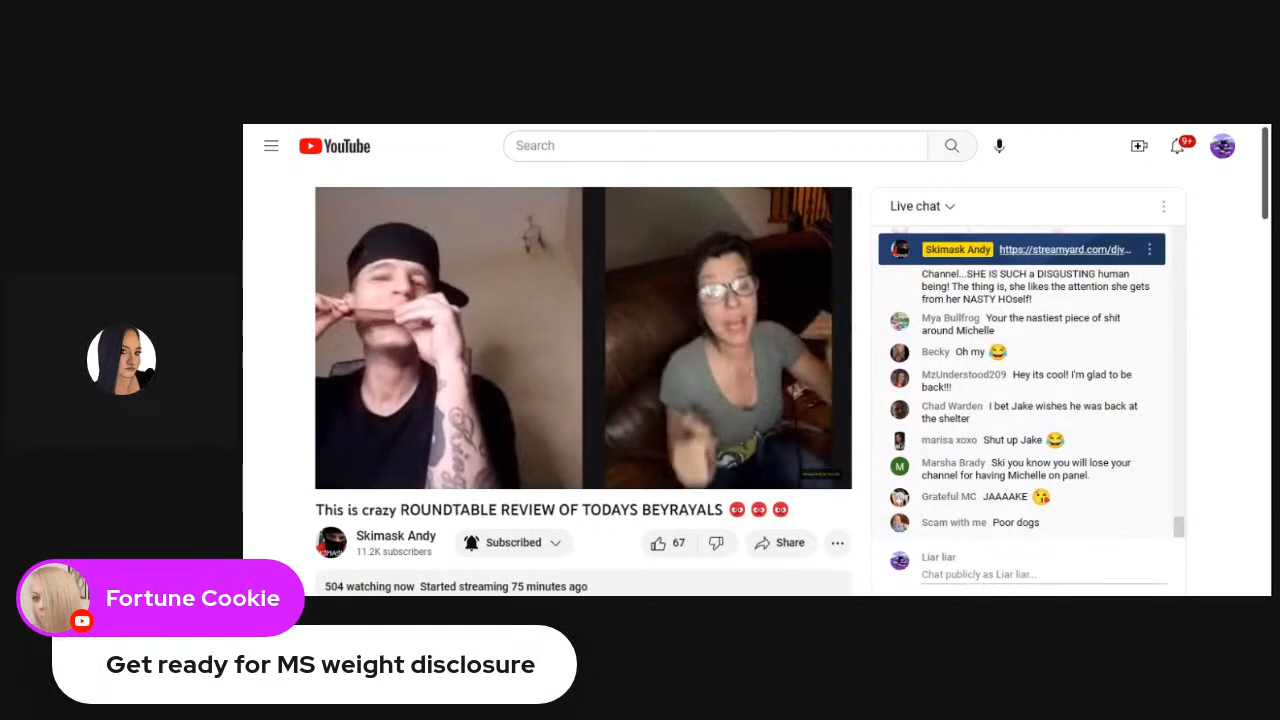 YouTube
Search
9+
Live chat
Skimask Andy https://streamyard.com/djv...
Channel...SHE IS SUCH a DISGUSTING human
being! The thing is, she likes the attention she gets
from her NASTY HOself!
Mya Bullfrog Your the nastiest piece of shit
around Michelle
Becky Oh my 😂
MzUnderstood209 Hey its cool! I'm glad to be
back!!!
Chad Warden I bet Jake wishes he was back at
the shelter
marisa xoxo Shut up Jake 😂
M
Marsha Brady Ski you know you will lose your
channel for having Michelle on panel.
Grateful MC JAAAAKE 😘
Scam with me Poor dogs
Liar liar
Chat publicly as Liar liar...
This is crazy ROUNDTABLE REVIEW OF TODAYS BEYRAYALS
Skimask Andy
11.2K subscribers
Subscribed
67
Share
504 watching now Started streaming 75 minutes ago
Fortune Cookie
Get ready for MS weight disclosure